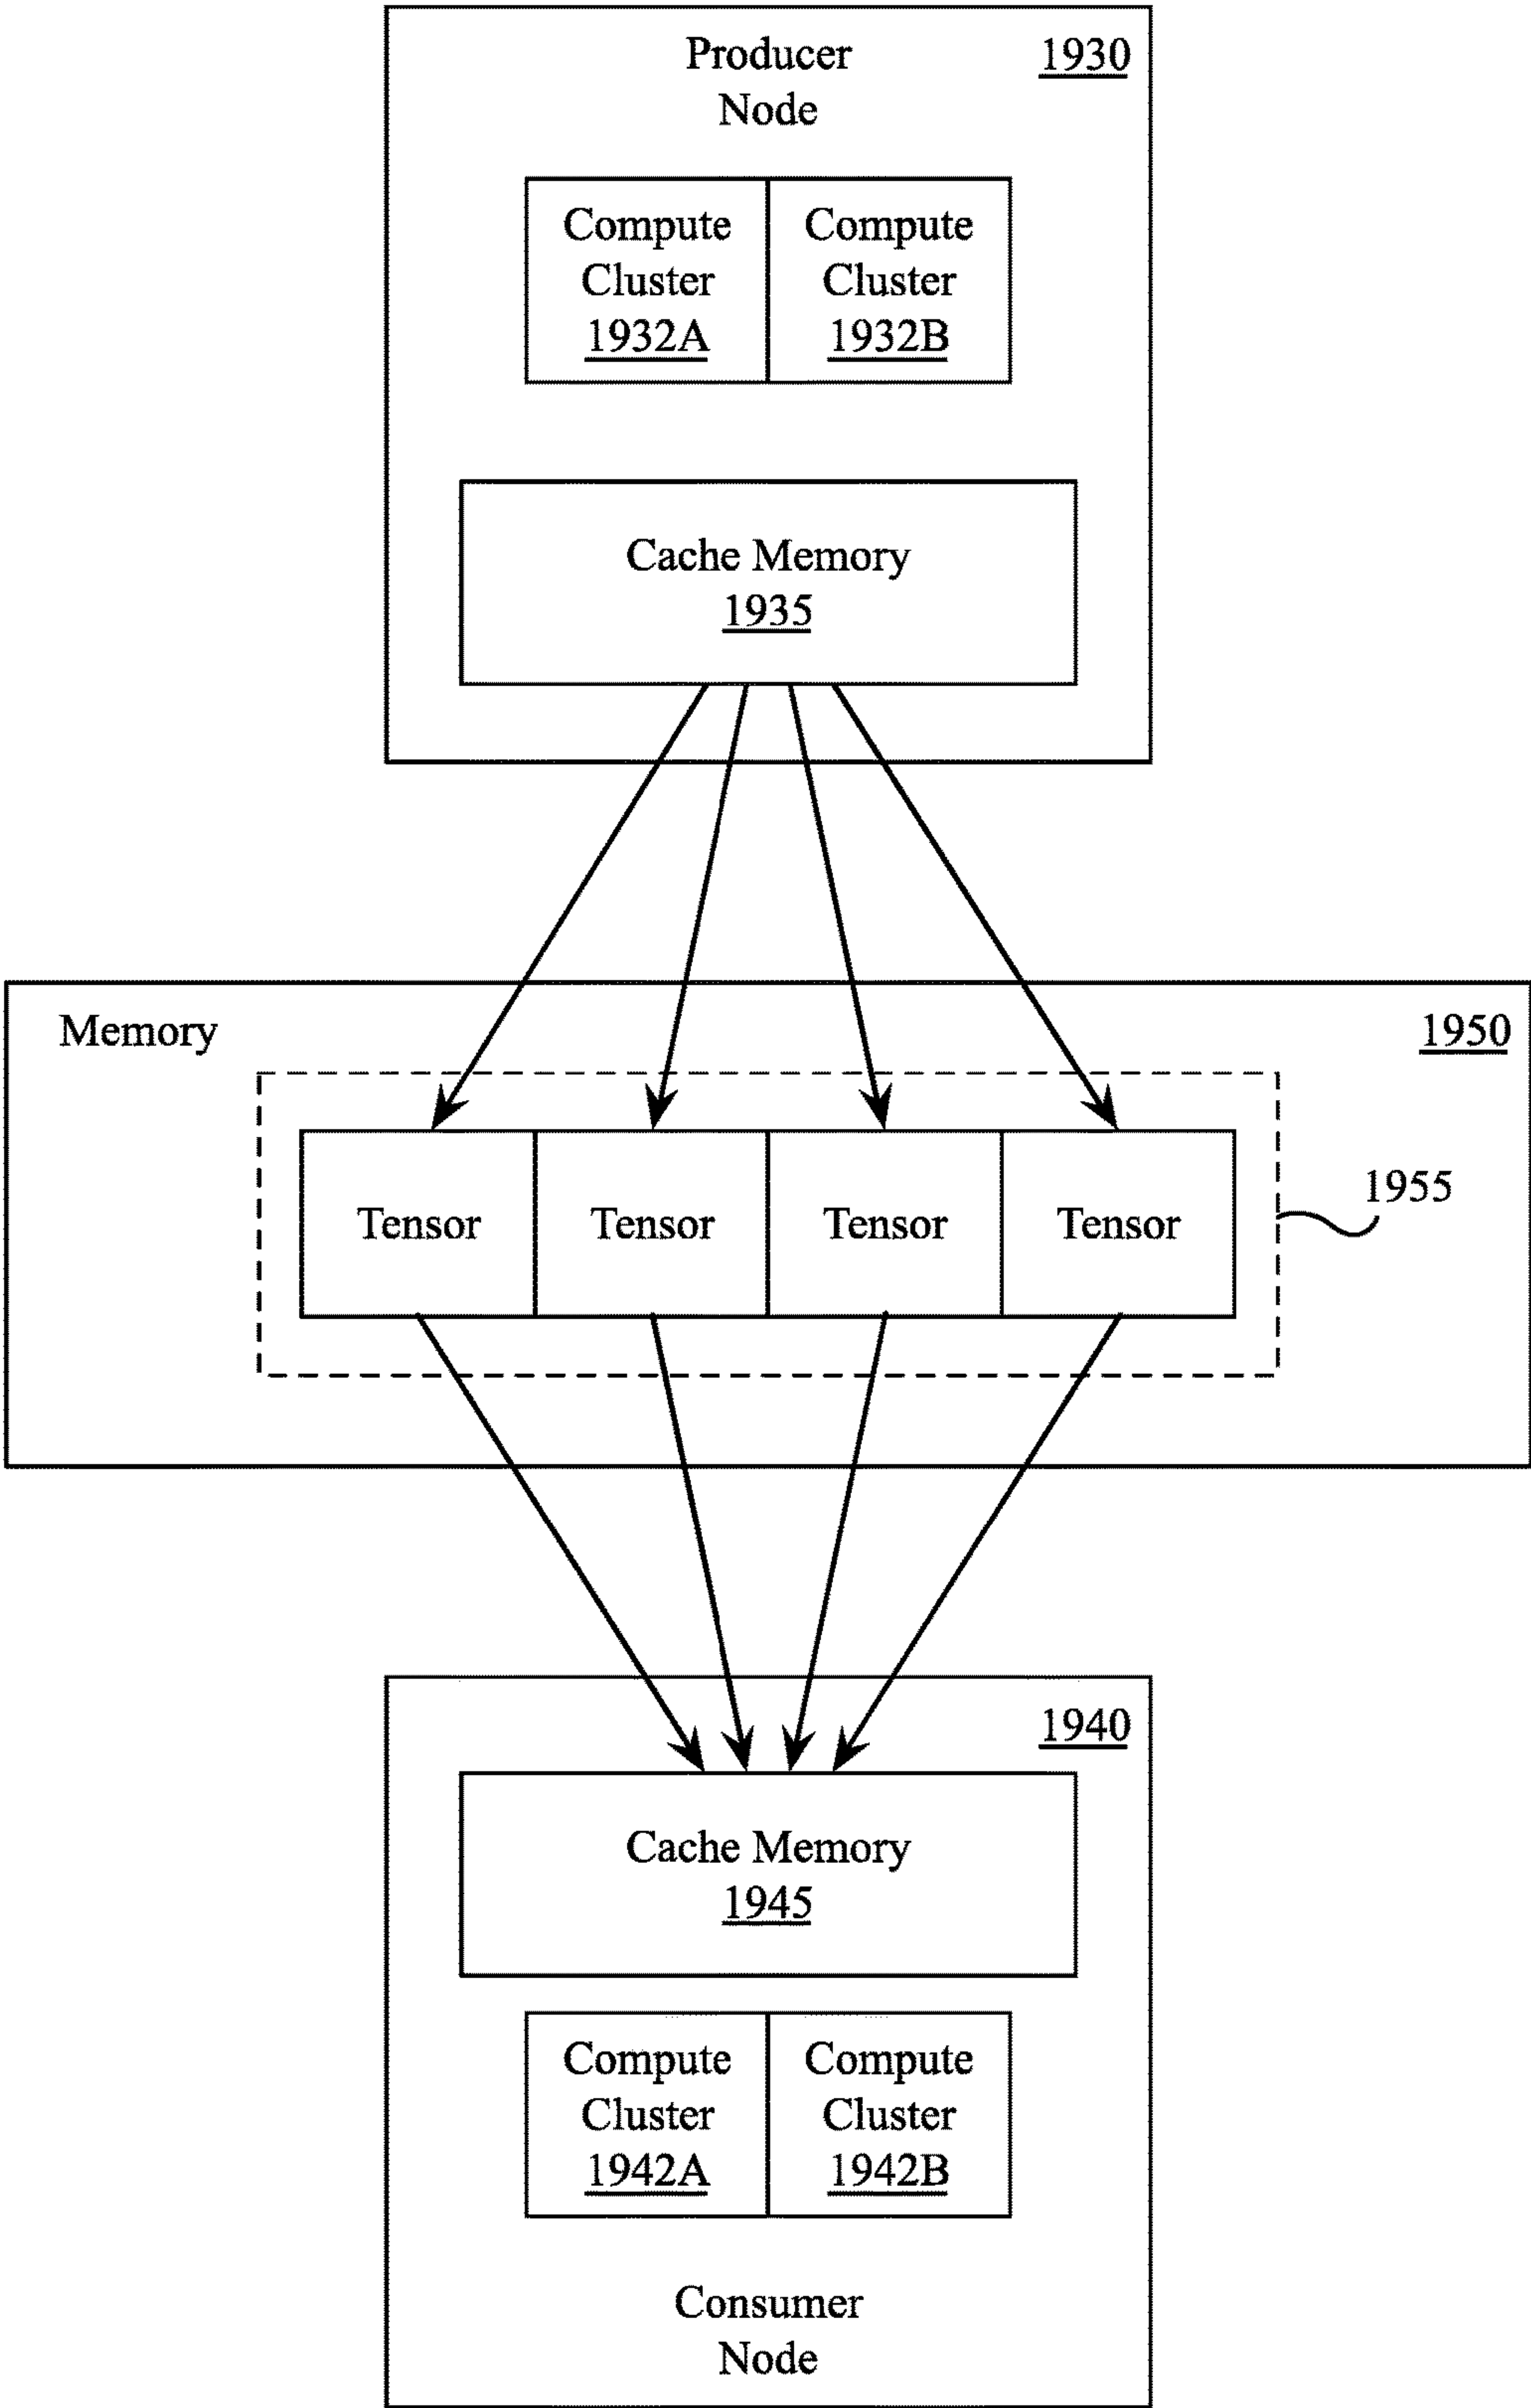 Producer
Node
1930
Compute
Cluster
1932A
Compute
Cluster
1932B
Cache Memory
1935
Memory
1950
Tensor
Tensor
Tensor
Tensor
1955
1940
Cache Memory
1945
Compute
Cluster
1942A
Compute
Cluster
1942B
Consumer
Node